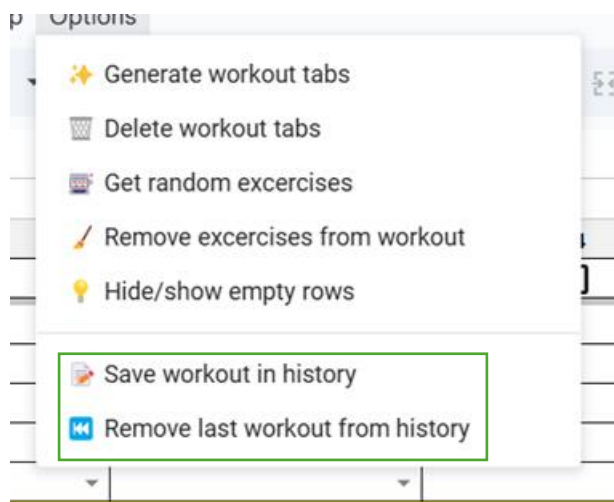 Options
✨ Generate workout tabs
🗑️ Delete workout tabs
🎰 Get random excercises
🧹 Remove excercises from workout
💡 Hide/show empty rows
📝 Save workout in history
⏮️ Remove last workout from history